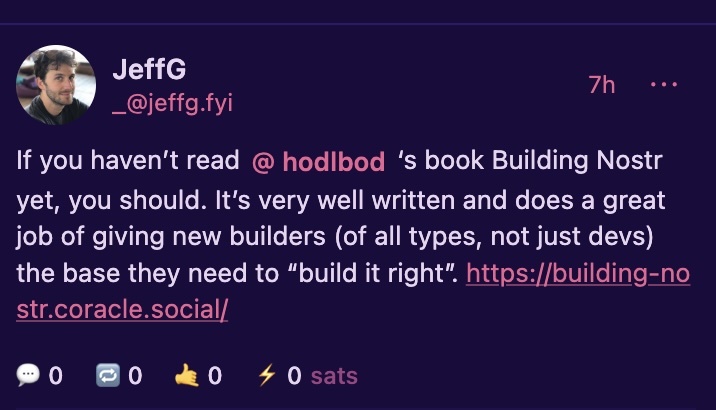 JeffG
_@jeffg.fyi
7h
If you haven’t read @ hodlbod ‘s book Building Nostr
yet, you should. It’s very well written and does a great
job of giving new builders (of all types, not just devs)
the base they need to “build it right”. https://building-no
str.coracle.social/
0 0 0 0 sats